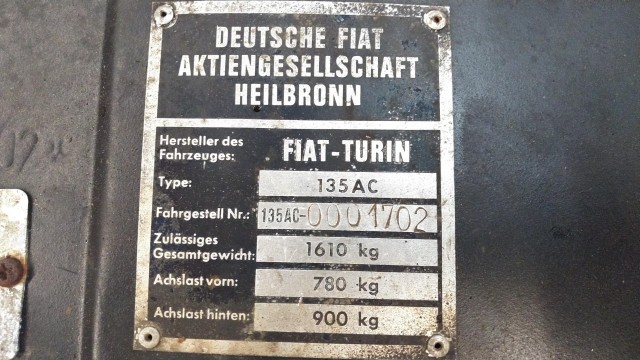 DEUTSCHE FIAT
AKTIENGESELLSCHAFT
HEILBRONN
Hersteller des
Fahrzeuges: FIAT-TURIN
Type: 135AC
Fahrgestell Nr.: 135AC-0001702
Zulässiges
Gesamtgewicht: 1610 kg
Achslast vorn: 780 kg
Achslast hinten: 900 kg